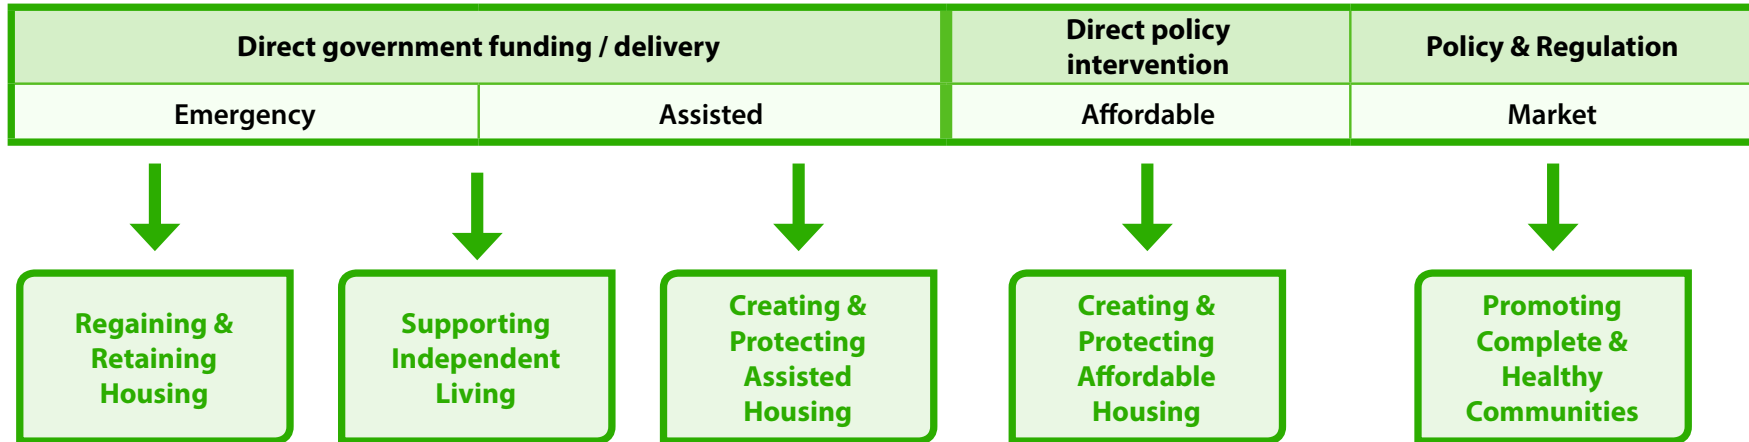 Direct government funding / delivery
Direct policy
intervention
Policy & Regulation
Emergency
Assisted
Affordable
Market
Regaining &
Retaining
Housing
Supporting
Independent
Living
Creating &
Protecting
Assisted
Housing
Creating &
Protecting
Affordable
Housing
Promoting
Complete &
Healthy
Communities